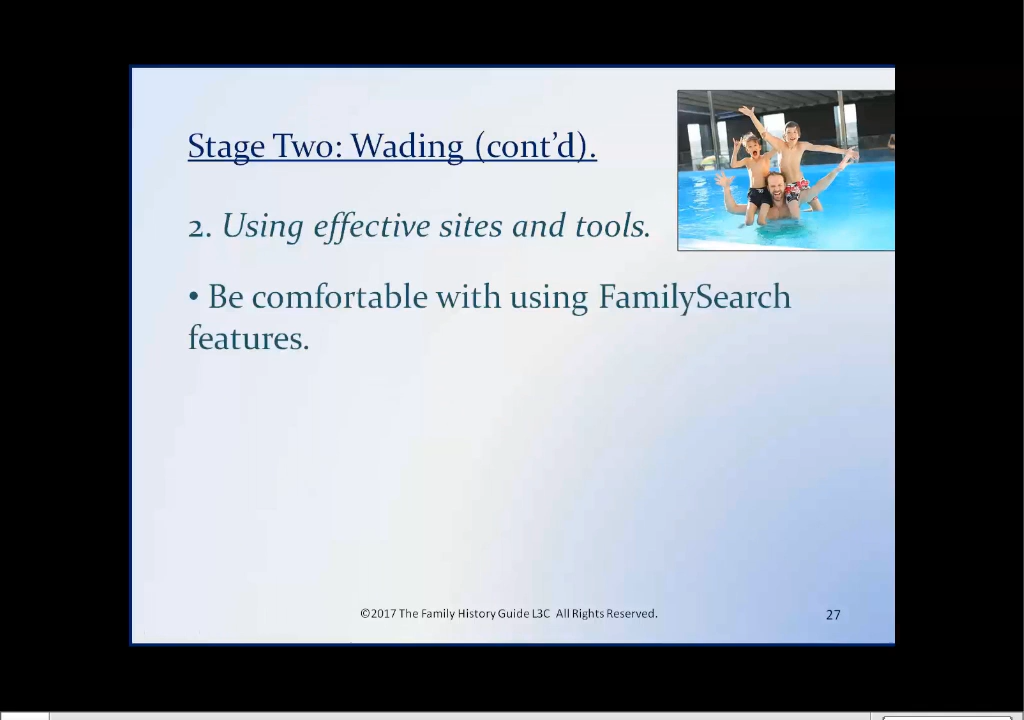 Stage Two: Wading (cont’d).
2. Using effective sites and tools.
• Be comfortable with using FamilySearch
features.
©2017 The Family History Guide L3C All Rights Reserved.
27